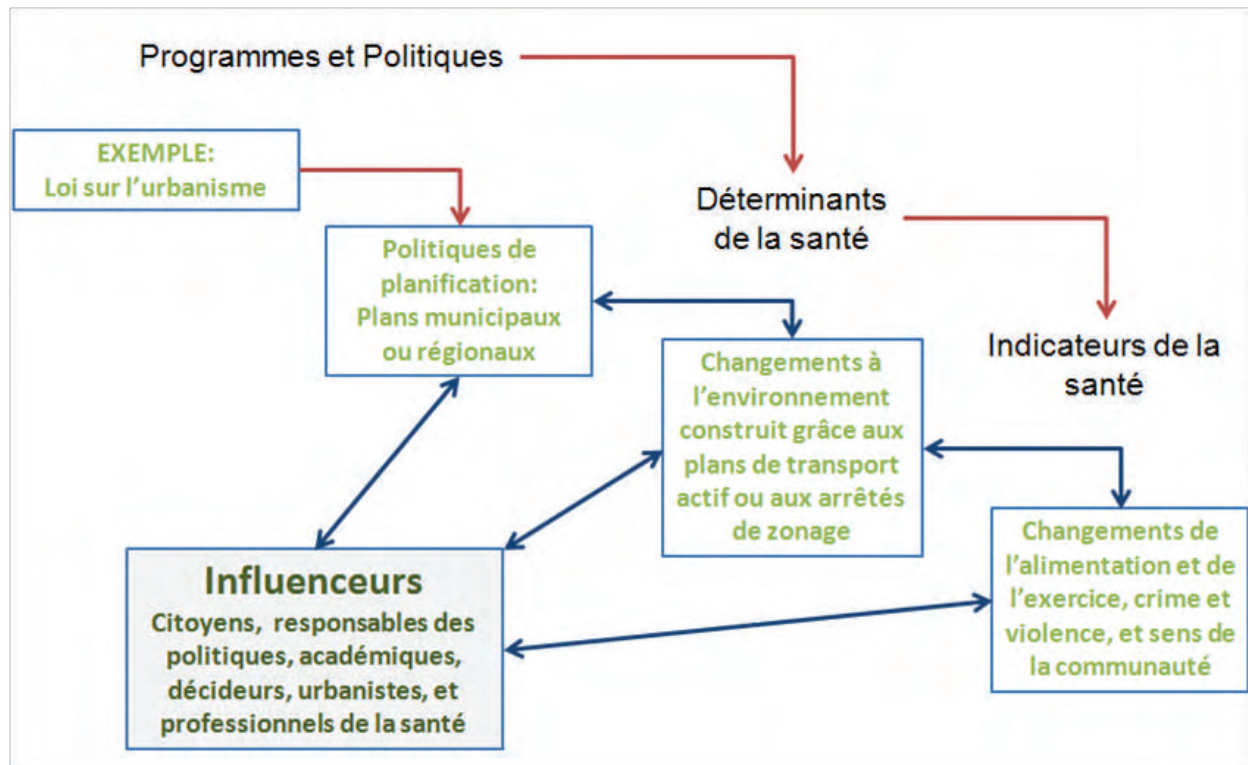 Programmes et Politiques
EXEMPLE:
Loi sur l'urbanisme
Déterminants
de la santé
Politiques de
planification:
Plans municipaux
ou régionaux
Indicateurs de la
santé
Changements à
l'environnement
construit grâce aux
plans de transport
actif ou aux arrêtés
de zonage
Changements de
l'alimentation et de
l'exercice, crime et
violence, et sens de
la communauté
Influenceurs
Citoyens, responsables des
politiques, académiques,
décideurs, urbanistes, et
professionnels de la santé